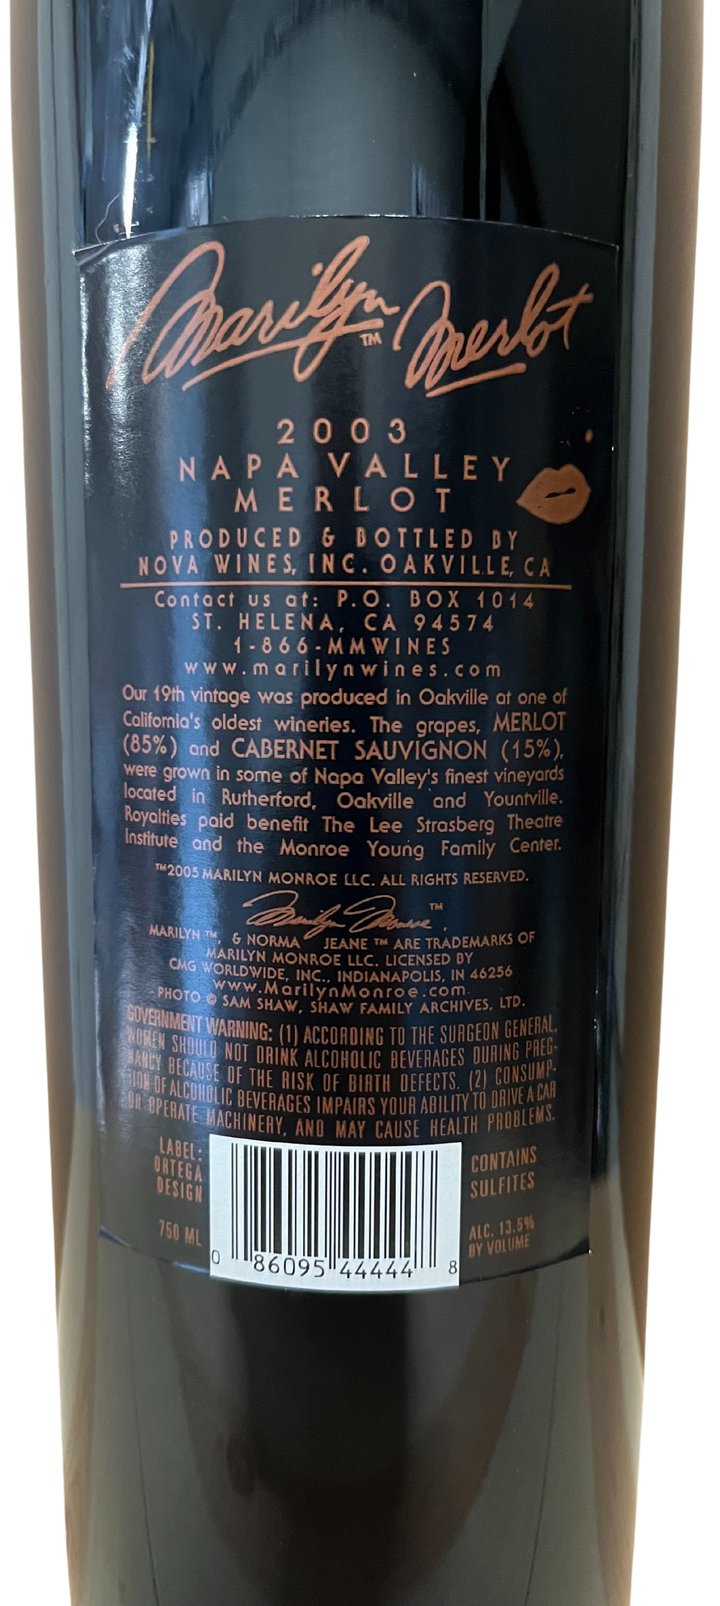 Marilyn™ Merlot
2003
NAPA VALLEY
MERLOT
PRODUCED & BOTTLED BY
NOVA WINES, INC. OAKVILLE, CA
Contact us at: P.O. BOX 1014
ST. HELENA, CA 94574
1-866-MMWINES
www.marilynwines.com
Our 19th vintage was produced in Oakville at one of
California's oldest wineries. The grapes, MERLOT
(85%) and CABERNET SAUVIGNON (15%),
were grown in some of Napa Valley's finest vineyards
located in Rutherford, Oakville and Yountville.
Royalties paid benefit The Lee Strasberg Theatre
Institute and the Monroe Young Family Center.
™2005 MARILYN MONROE LLC. ALL RIGHTS RESERVED.
Marilyn Monroe™
MARILYN™, & NORMA JEANE™ ARE TRADEMARKS OF
MARILYN MONROE LLC. LICENSED BY
CMG WORLDWIDE, INC., INDIANAPOLIS, IN 46256
www.MarilynMonroe.com.
PHOTO © SAM SHAW, SHAW FAMILY ARCHIVES, LTD.
GOVERNMENT WARNING: (1) ACCORDING TO THE SURGEON GENERAL,
WOMEN SHOULD NOT DRINK ALCOHOLIC BEVERAGES DURING PREG-
NANCY BECAUSE OF THE RISK OF BIRTH DEFECTS. (2) CONSUMP-
TION OF ALCOHOLIC BEVERAGES IMPAIRS YOUR ABILITY TO DRIVE A CAR
OR OPERATE MACHINERY, AND MAY CAUSE HEALTH PROBLEMS.
LABEL:
ORTEGA
DESIGN
750 ML
CONTAINS
SULFITES
ALC. 13.5%
BY VOLUME
0 86095 44444 8